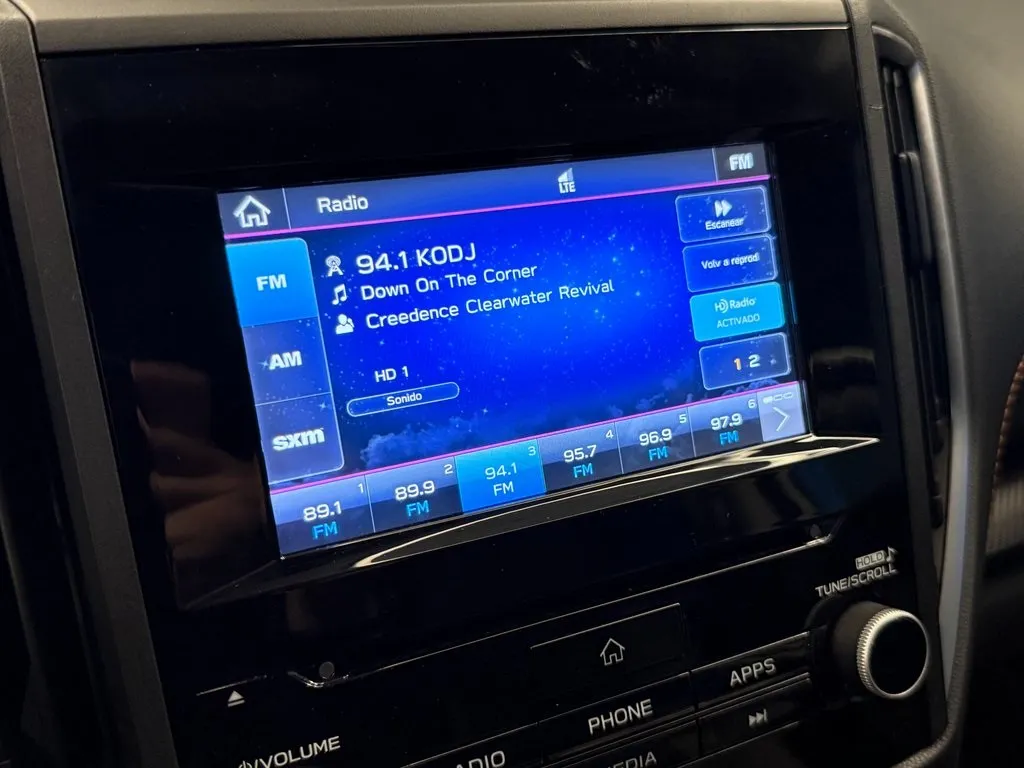 Radio
LTE
FM
FM
AM
sxm
94.1 KODJ
Down On The Corner
Creedence Clearwater Revival
HD 1
Sonido
Escanear
Volv a reprod
HD Radio
ACTIVADO
1 2
89.1 1
FM
89.9 2
FM
94.1 3
FM
95.7 4
FM
96.9 5
FM
97.9 6
FM
HOLD
TUNE/SCROLL
APPS
PHONE
VOLUME